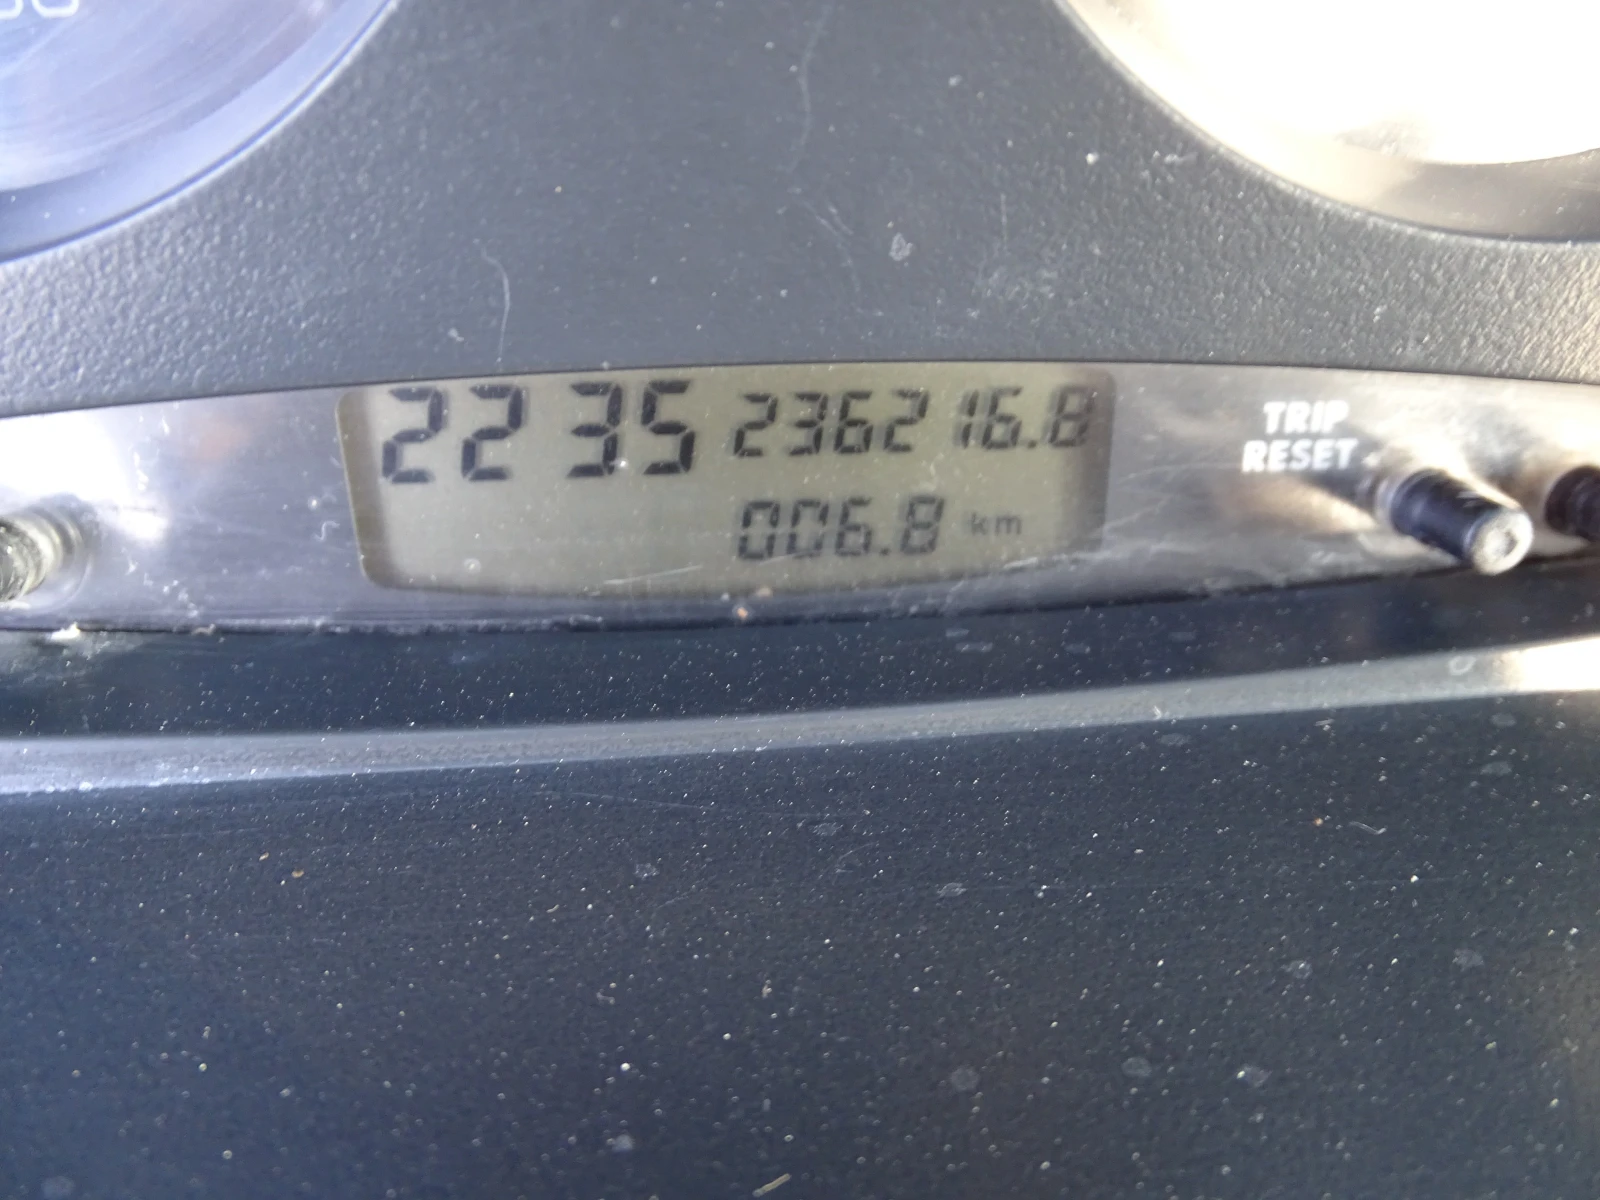 22 35 236216.8
006.8 km
TRIP
RESET